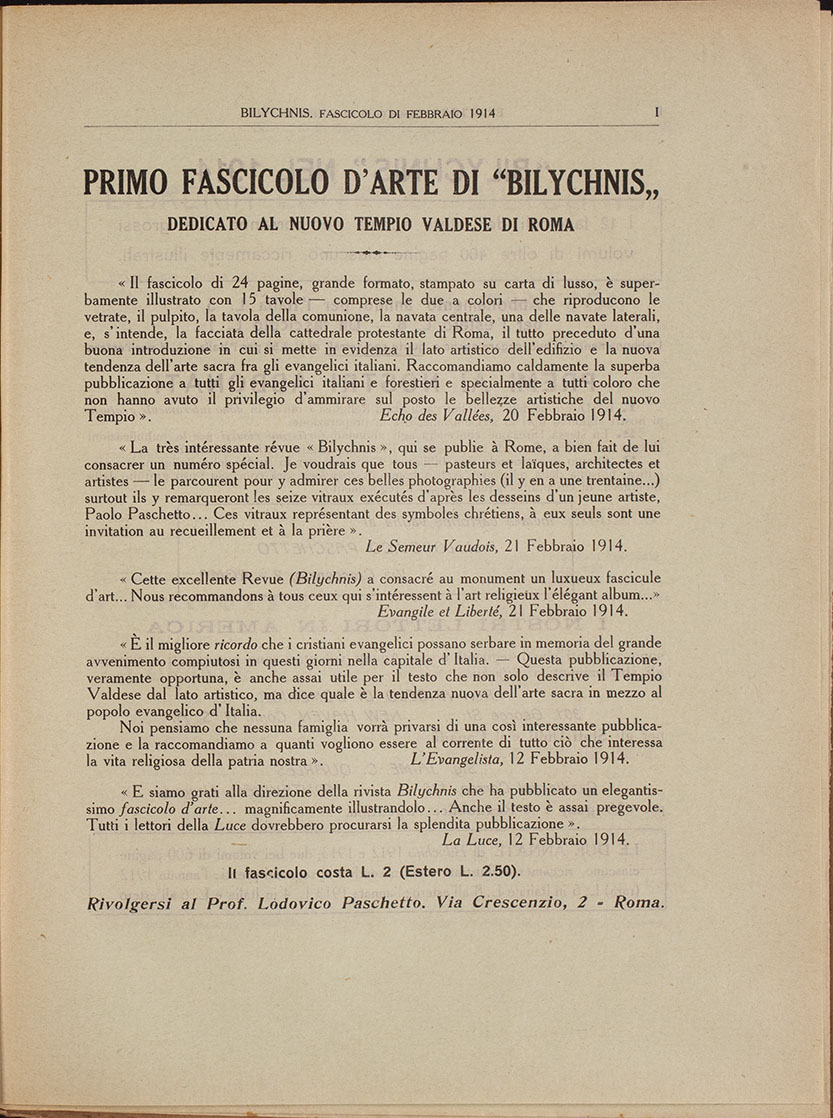 BILYCHNIS. FASCICOLO DI FEBBRAIO 1914 I
PRIMO FASCICOLO D'ARTE DI “BILYCHNIS„
DEDICATO AL NUOVO TEMPIO VALDESE DI ROMA
« Il fascicolo di 24 pagine, grande formato, stampato su carta di lusso, è super-
bamente illustrato con 15 tavole — comprese le due a colori — che riproducono le
vetrate, il pulpito, la tavola della comunione, la navata centrale, una delle navate laterali,
e, s'intende, la facciata della cattedrale protestante di Roma, il tutto preceduto d'una
buona introduzione in cui si mette in evidenza il lato artistico dell'edifizio e la nuova
tendenza dell'arte sacra fra gli evangelici italiani. Raccomandiamo caldamente la superba
pubblicazione a tutti gli evangelici italiani e forestieri e specialmente a tutti coloro che
non hanno avuto il privilegio d'ammirare sul posto le bellezze artistiche del nuovo
Tempio ». Echo des Vallées, 20 Febbraio 1914.
« La très intéressante révue « Bilychnis », qui se publie à Rome, a bien fait de lui
consacrer un numéro spécial. Je voudrais que tous — pasteurs et laïques, architectes et
artistes — le parcourent pour y admirer ces belles photographies (il y en a une trentaine...)
surtout ils y remarqueront les seize vitraux exécutés d'après les desseins d'un jeune artiste,
Paolo Paschetto... Ces vitraux représentant des symboles chrétiens, à eux seuls sont une
invitation au recueillement et à la prière ».
Le Semeur Vaudois, 21 Febbraio 1914.
« Cette excellente Revue (Bilychnis) a consacré au monument un luxueux fascicule
d'art... Nous recommandons à tous ceux qui s'intéressent à l'art religieux l'élégant album...»
Evangile et Liberté, 21 Febbraio 1914.
« È il migliore ricordo che i cristiani evangelici possano serbare in memoria del grande
avvenimento compiutosi in questi giorni nella capitale d'Italia. — Questa pubblicazione,
veramente opportuna, è anche assai utile per il testo che non solo descrive il Tempio
Valdese dal lato artistico, ma dice quale è la tendenza nuova dell'arte sacra in mezzo al
popolo evangelico d'Italia.
Noi pensiamo che nessuna famiglia vorrà privarsi di una così interessante pubblica-
zione e la raccomandiamo a quanti vogliono essere al corrente di tutto ciò che interessa
la vita religiosa della patria nostra ». L'Evangelista, 12 Febbraio 1914.
« E siamo grati alla direzione della rivista Bilychnis che ha pubblicato un elegantis-
simo fascicolo d'arte... magnificamente illustrandolo... Anche il testo è assai pregevole.
Tutti i lettori della Luce dovrebbero procurarsi la splendita pubblicazione ».
La Luce, 12 Febbraio 1914.
Il fascicolo costa L. 2 (Estero L. 2.50).
Rivolgersi al Prof. Lodovico Paschetto. Via Crescenzio, 2 - Roma.